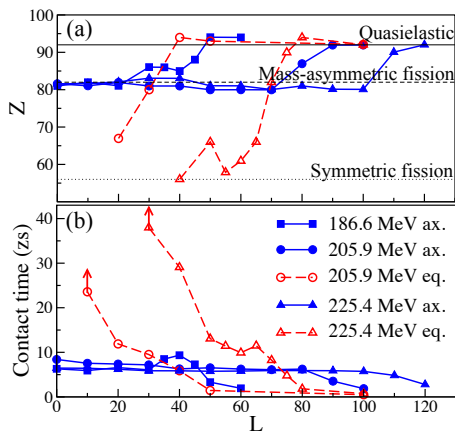 (a)
Quasielastic
Mass-asymmetric fission
Symmetric fission
Z
100
90
80
70
60
(b)
186.6 MeV ax.
205.9 MeV ax.
205.9 MeV eq.
225.4 MeV ax.
225.4 MeV eq.
Contact time (zs)
40
30
20
10
0
0 20 40 60 80 100 120
L